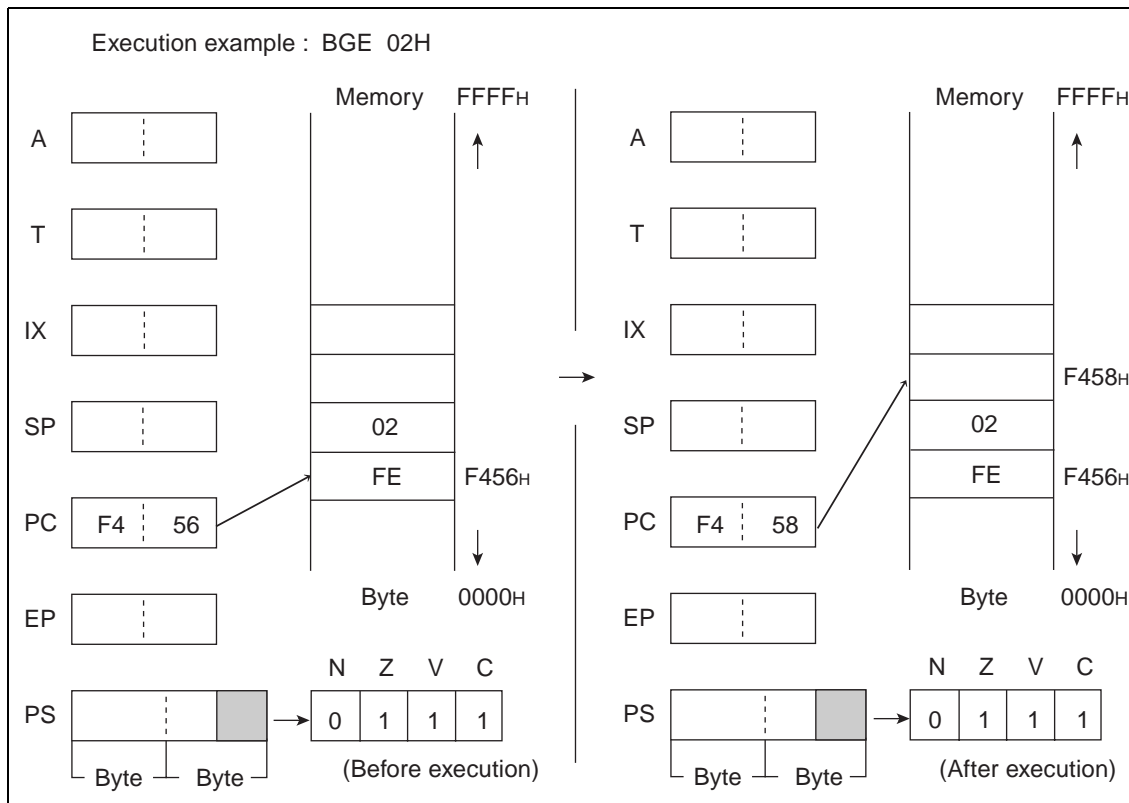 Execution example : BGE 02H
Memory FFFFH
A
T
IX
SP
02
FE F456H
PC F4 56
Byte 0000H
EP
N Z V C
PS 0 1 1 1
Byte Byte (Before execution)
Memory FFFFH
A
T
IX
F458H
SP
02
FE F456H
PC F4 58
Byte 0000H
EP
N Z V C
PS 0 1 1 1
Byte Byte (After execution)